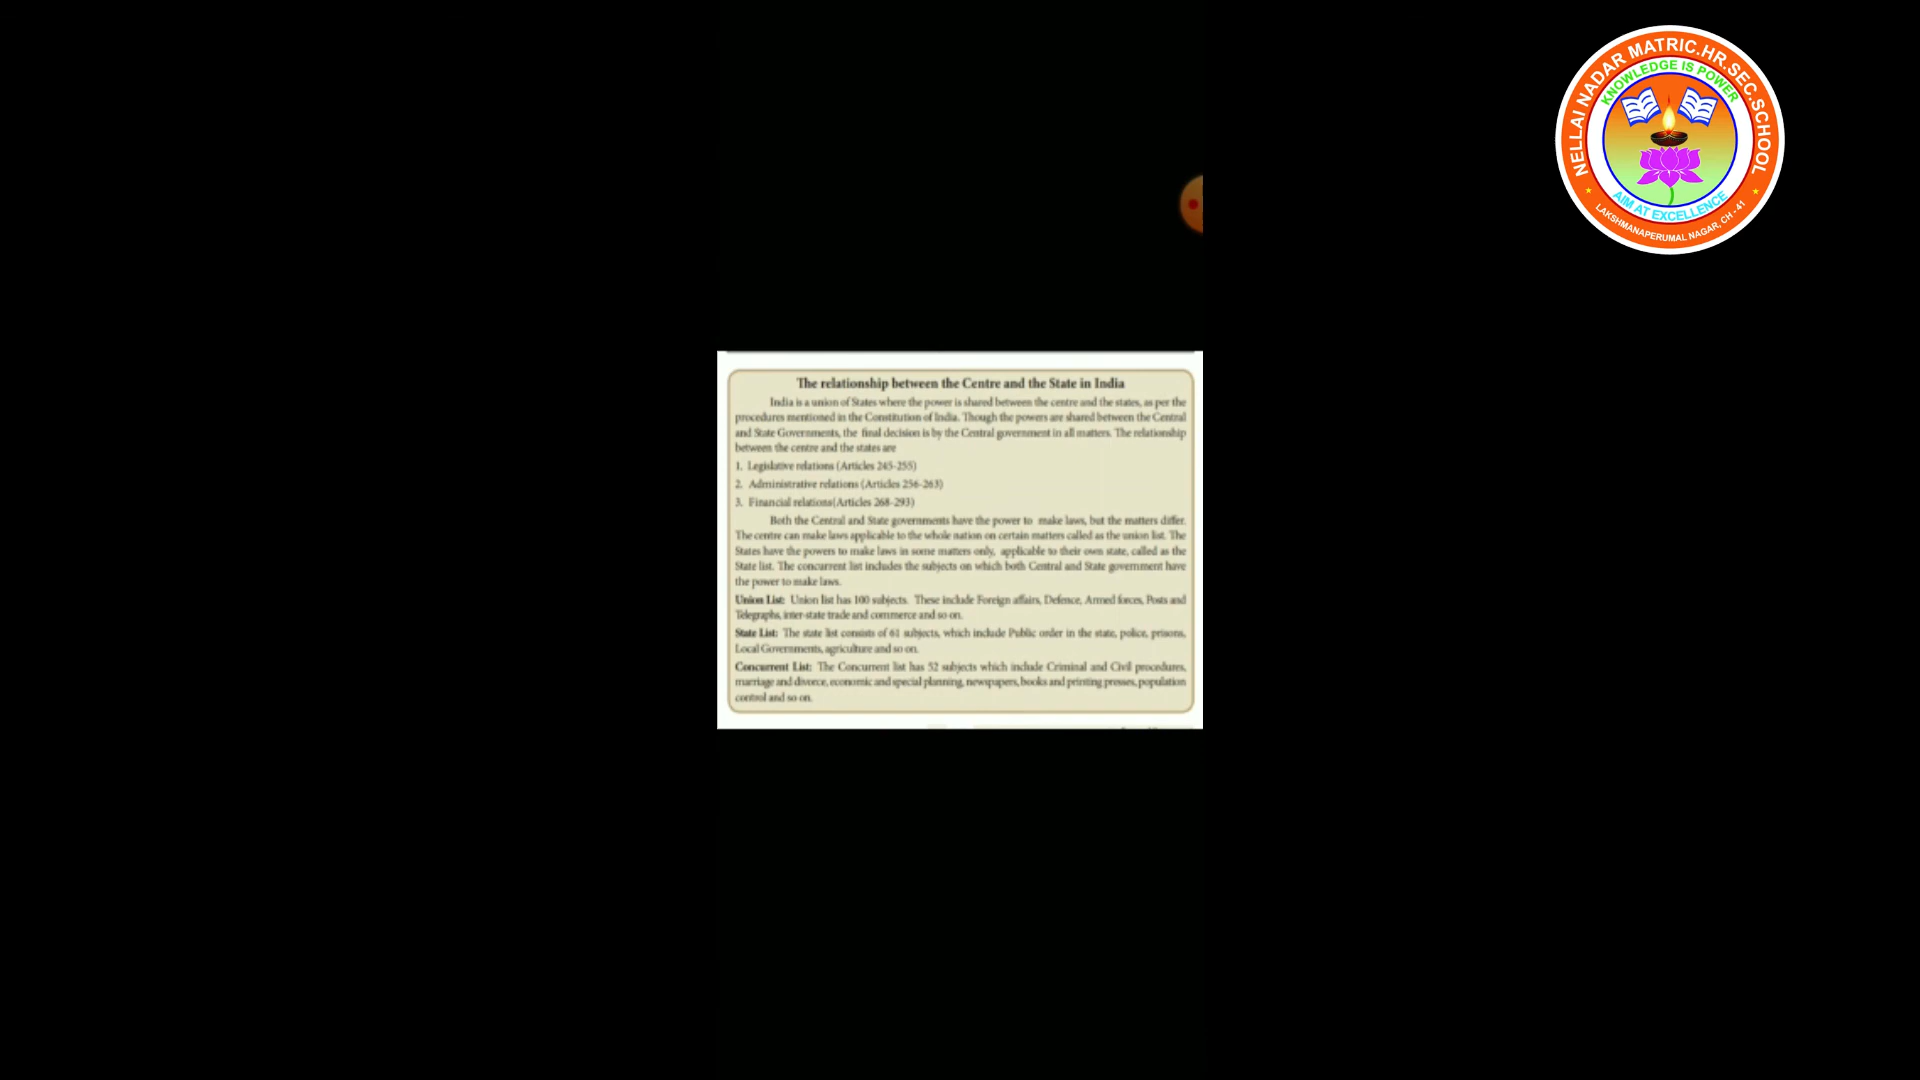 NELLAI NADAR MATRIC.HR.SEC.SCHOOL
KNOWLEDGE IS POWER
AIM AT EXCELLENCE
LAKSHMANAPERUMAL NAGAR, CH - 41
The relationship between the Centre and the State in India
India is a union of States where the power is shared between the centre and the states, as per the
procedures mentioned in the Constitution of India. Though the powers are shared between the Central
and State Governments, the final decision is by the Central government in all matters. The relationship
between the centre and the states are
1. Legislative relations (Articles 245-255)
2. Administrative relations (Articles 256-263)
3. Financial relations(Articles 268-293)
Both the Central and State governments have the power to make laws, but the matters differ.
The centre can make laws applicable to the whole nation on certain matters called as the union list. The
States have the powers to make laws in some matters only, applicable to their own state, called as the
State list. The concurrent list includes the subjects on which both Central and State government have
the power to make laws.
Union List: Union list has 100 subjects. These include Foreign affairs, Defence, Armed forces, Posts and
Telegraphs, inter-state trade and commerce and so on.
State List: The state list consists of 61 subjects, which include Public order in the state, police, prisons,
Local Governments, agriculture and so on.
Concurrent List: The Concurrent list has 52 subjects which include Criminal and Civil procedures,
marriage and divorce, economic and special planning, newspapers, books and printing presses, population
control and so on.